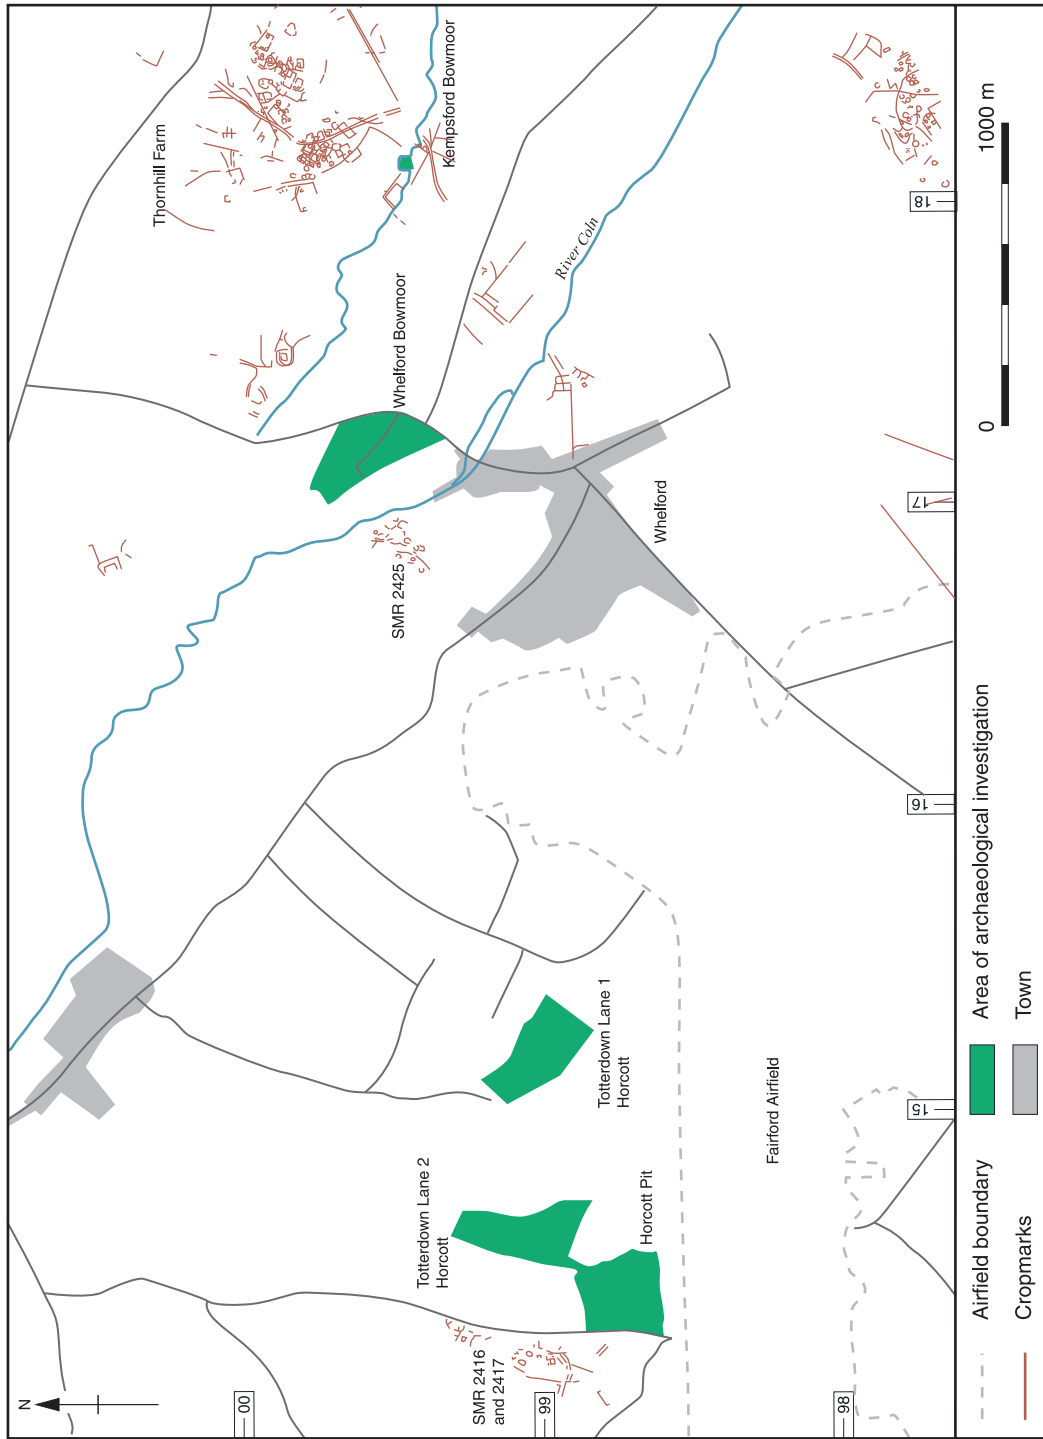 N
00
99
98
15
16
17
18
Thornhill Farm
Kempsford Bowmoor
Whelford Bowmoor
River Coln
SMR 2425
Whelford
Totterdown Lane 1
Horcott
Totterdown Lane 2
Horcott
Horcott Pit
SMR 2416
and 2417
Fairford Airfield
Airfield boundary
Cropmarks
Area of archaeological investigation
Town
0
1000 m